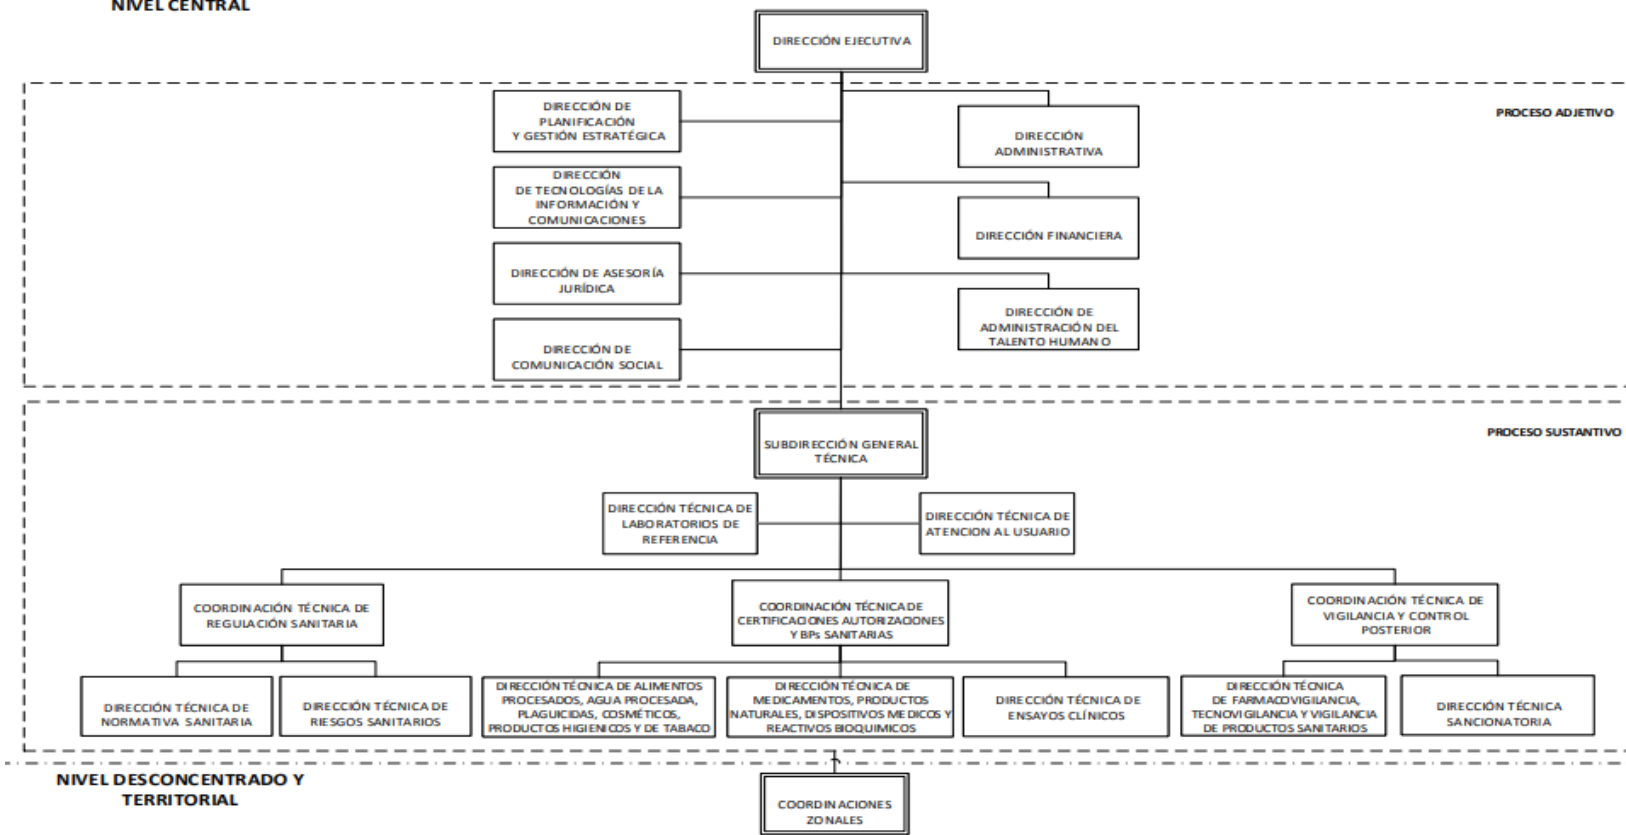 NIVEL CENTRAL
DIRECCIÓN EJECUTIVA
PROCESO ADJETIVO
DIRECCIÓN DE
PLANIFICACIÓN
Y GESTIÓN ESTRATÉGICA
DIRECCIÓN
ADMINISTRATIVA
DIRECCIÓN
DE TECNOLOGÍAS DE LA
INFORMACIÓN Y
COMUNICACIONES
DIRECCIÓN FINANCIERA
DIRECCIÓN DE ASESORÍA
JURÍDICA
DIRECCIÓN DE
ADMINISTRACIÓN DEL
TALENTO HUMANO
DIRECCIÓN DE
COMUNICACIÓN SOCIAL
PROCESO SUSTANTIVO
SUBDIRECCIÓN GENERAL
TÉCNICA
DIRECCIÓN TÉCNICA DE
LABORATORIOS DE
REFERENCIA
DIRECCIÓN TÉCNICA DE
ATENCION AL USUARIO
COORDINACIÓN TÉCNICA DE
REGULACIÓN SANITARIA
COORDINACIÓN TÉCNICA DE
CERTIFICACIONES AUTORIZACIONES
Y BPs SANITARIAS
COORDINACIÓN TÉCNICA DE
VIGILANCIA Y CONTROL
POSTERIOR
DIRECCIÓN TÉCNICA DE
NORMATIVA SANITARIA
DIRECCIÓN TÉCNICA DE
RIESGOS SANITARIOS
DIRECCIÓN TÉCNICA DE ALIMENTOS
PROCESADOS, AGUA PROCESADA,
PLAGUICIDAS, COSMÉTICOS,
PRODUCTOS HIGIENICOS Y DE TABACO
DIRECCIÓN TÉCNICA DE
MEDICAMENTOS, PRODUCTOS
NATURALES, DISPOSITIVOS MEDICOS Y
REACTIVOS BIOQUIMICOS
DIRECCIÓN TÉCNICA DE
ENSAYOS CLÍNICOS
DIRECCIÓN TÉCNICA
DE FARMACOVIGILANCIA,
TECNOVIGILANCIA Y VIGILANCIA
DE PRODUCTOS SANITARIOS
DIRECCIÓN TÉCNICA
SANCIONATORIA
NIVEL DESCONCENTRADO Y
TERRITORIAL
COORDINACIONES
ZONALES